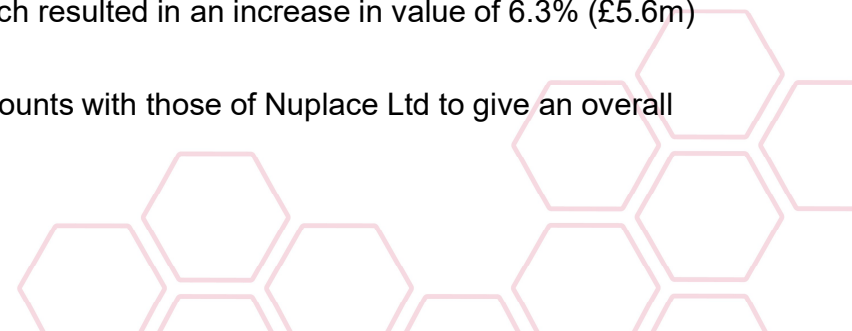 ch resulted in an increase in value of 6.3% (£5.6m)
ounts with those of Nuplace Ltd to give an overall